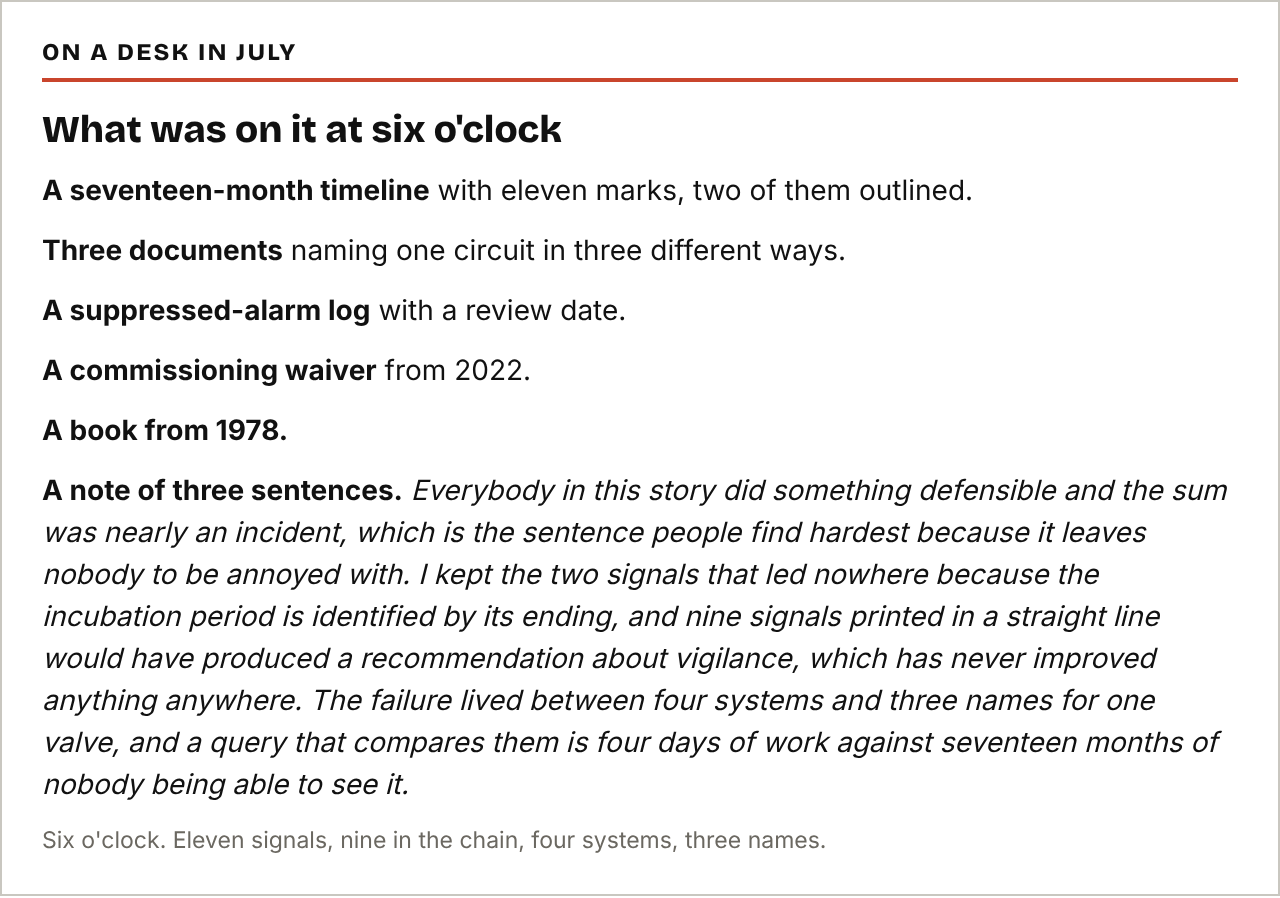 ON A DESK IN JULY
What was on it at six o'clock
A seventeen-month timeline with eleven marks, two of them outlined.
Three documents naming one circuit in three different ways.
A suppressed-alarm log with a review date.
A commissioning waiver from 2022.
A book from 1978.
A note of three sentences. Everybody in this story did something defensible and the sum
was nearly an incident, which is the sentence people find hardest because it leaves
nobody to be annoyed with. I kept the two signals that led nowhere because the
incubation period is identified by its ending, and nine signals printed in a straight line
would have produced a recommendation about vigilance, which has never improved
anything anywhere. The failure lived between four systems and three names for one
valve, and a query that compares them is four days of work against seventeen months of
nobody being able to see it.
Six o'clock. Eleven signals, nine in the chain, four systems, three names.